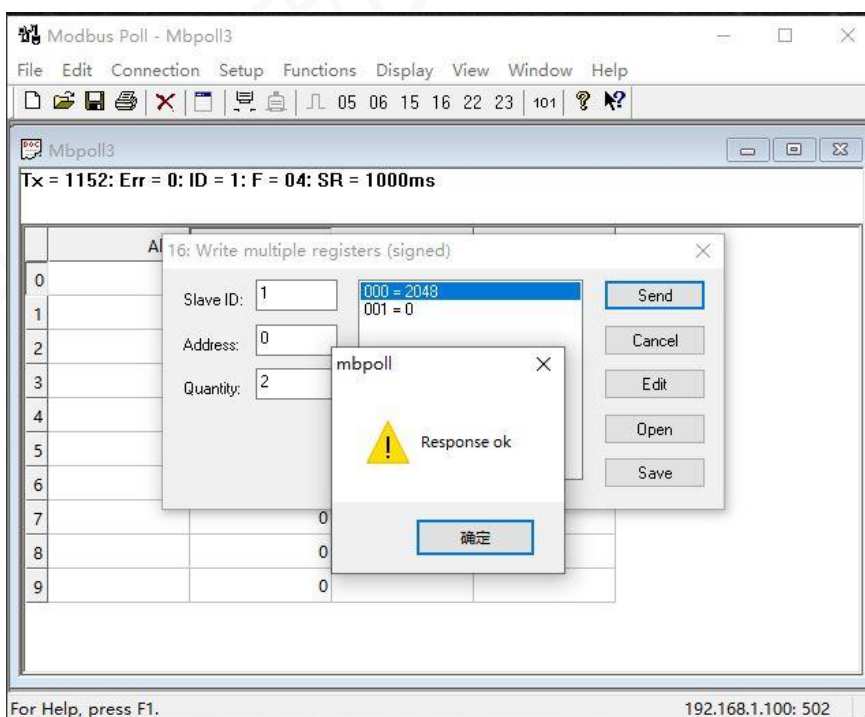 Modbus Poll - Mbpoll3
File Edit Connection Setup Functions Display View Window Help
05 06 15 16 22 23 101
Mbpoll3
Tx = 1152: Err = 0: ID = 1: F = 04: SR = 1000ms
Al
16: Write multiple registers (signed)
Slave ID: 1
000 = 2048
001 = 0
Send
Address: 0
Cancel
Quantity: 2
Edit
Open
Save
mbpoll
Response ok
确定
0
1
2
3
4
5
6
7 0
8 0
9 0
For Help, press F1.
192.168.1.100: 502